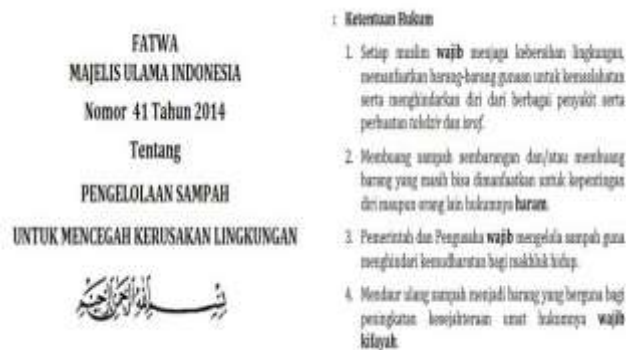 FATWA
MAJELIS ULAMA INDONESIA
Nomor 41 Tahun 2014
Tentang
PENGELOLAAN SAMPAH
UNTUK MENCEGAH KERUSAKAN LINGKUNGAN
بسم الله الرحمن الرحيم
: Ketentuan Hukum
1. Setiap muslim wajib menjaga kebersihan lingkungan,
memanfaatkan barang-barang gunaan untuk kemaslahatan
serta menghindarkan diri dari berbagai penyakit serta
perbuatan tabdzir dan israf.
2. Membuang sampah sembarangan dan/atau membuang
barang yang masih bisa dimanfaatkan untuk kepentingan
diri maupun orang lain hukumnya haram.
3. Pemerintah dan Pengusaha wajib mengelola sampah guna
menghindari kemudharatan bagi makhluk hidup.
4. Mendaur ulang sampah menjadi barang yang berguna bagi
peningkatan kesejahteraan umat hukumnya wajib
kifayah.